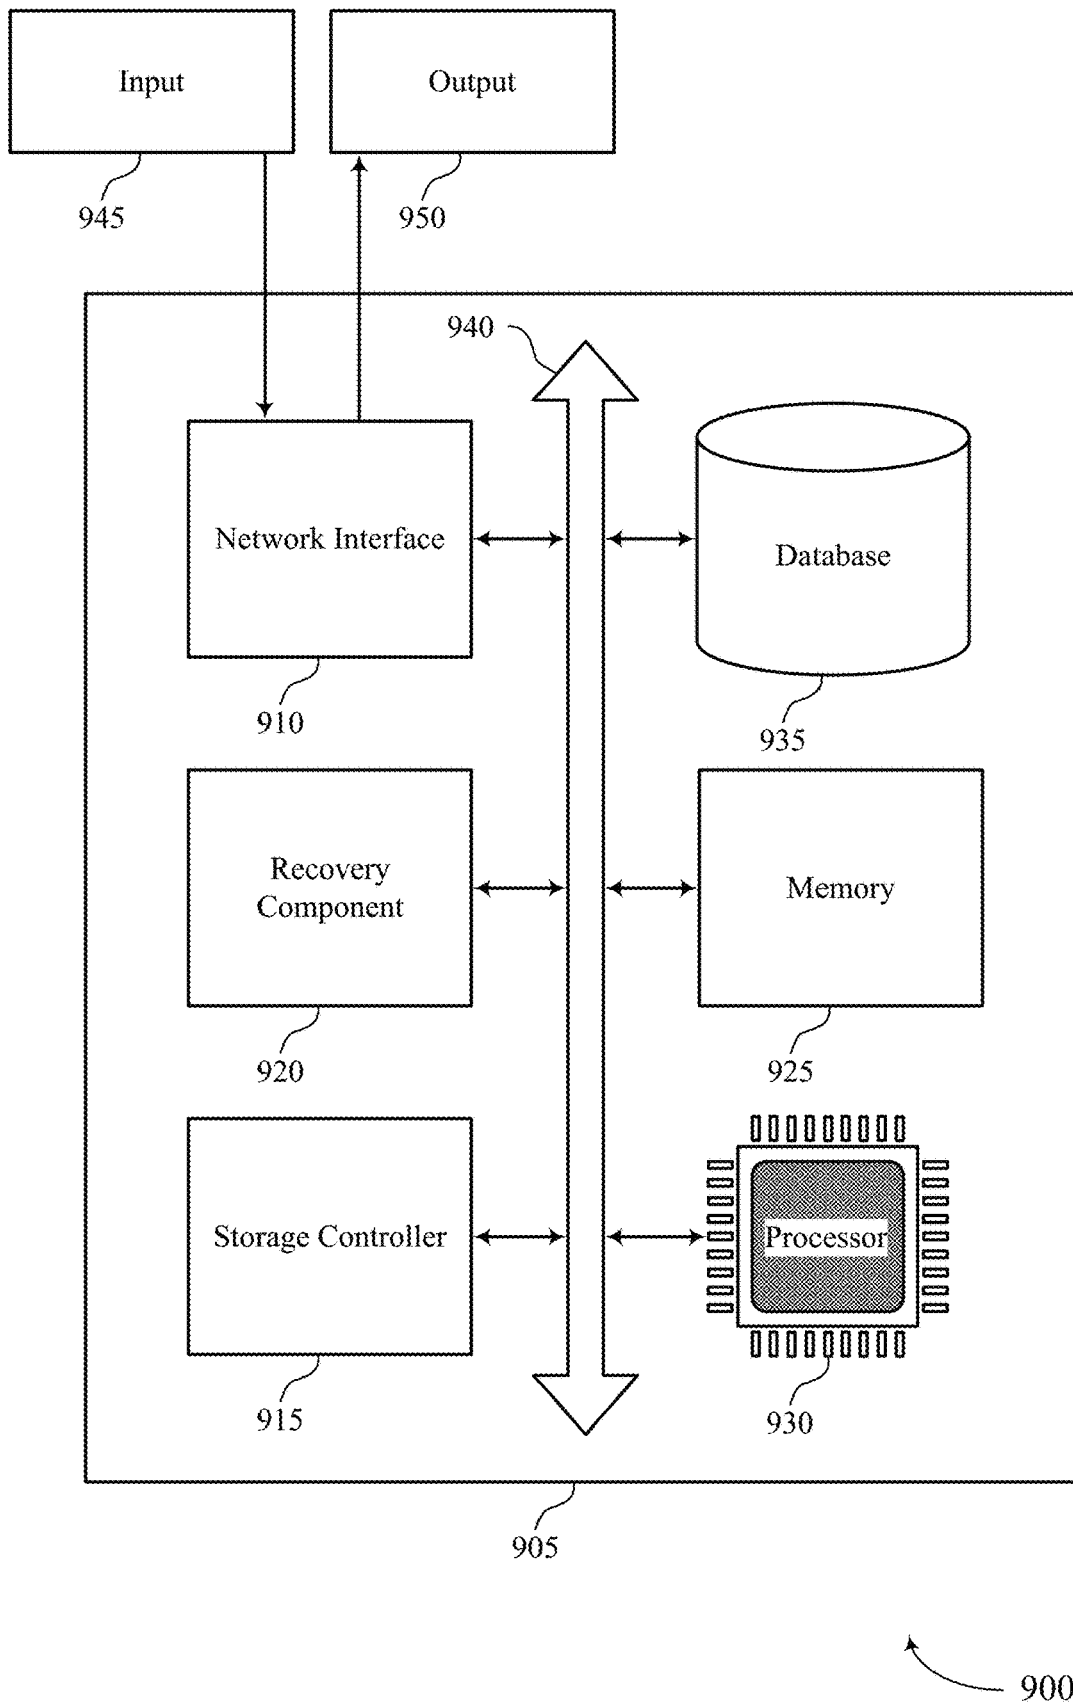 Input
Output
945
950
940
Network Interface
Database
910
935
Recovery
Component
Memory
920
925
Storage Controller
Processor
915
930
905
900